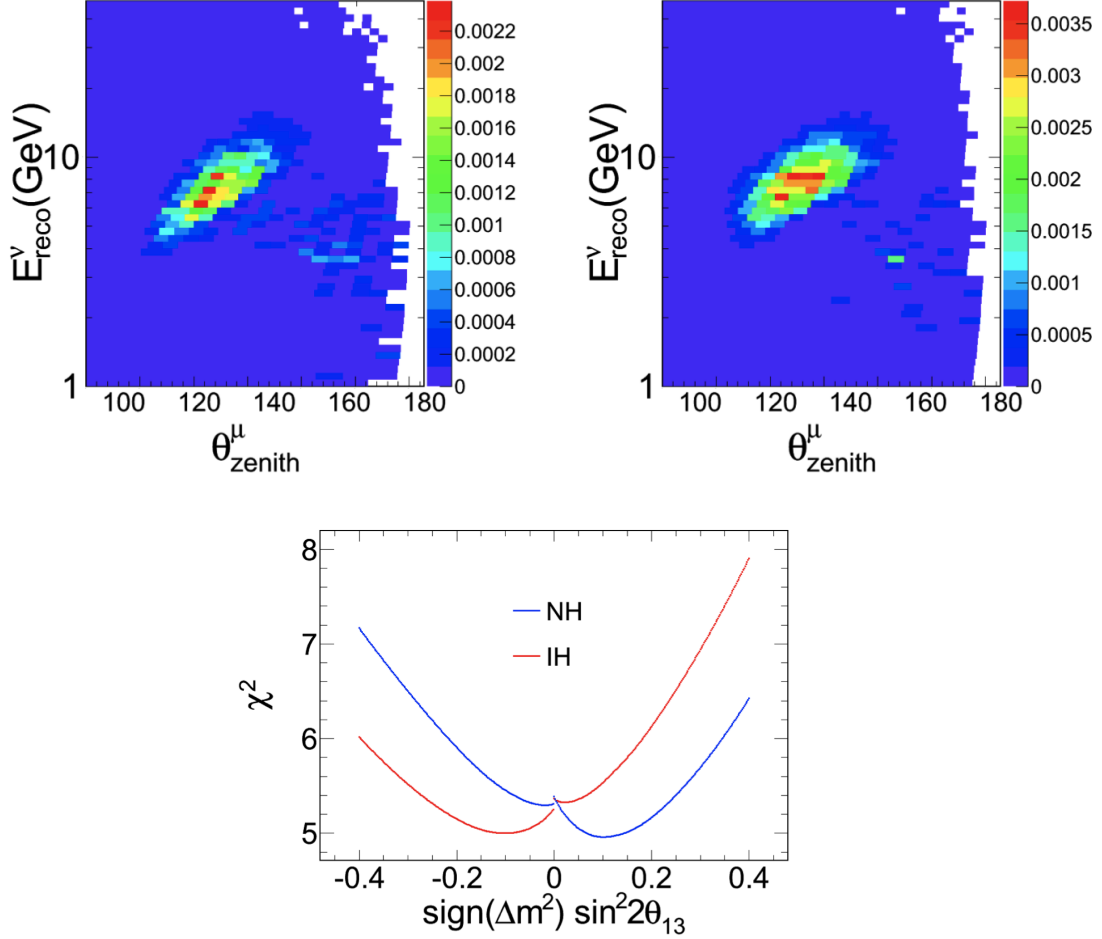 0.0022
0.002
0.0018
0.0016
0.0014
0.0012
0.001
0.0008
0.0006
0.0004
0.0002
0
E^ν_reco(GeV)
10
1
100 120 140 160 180
θ^μ_zenith
0.0035
0.003
0.0025
0.002
0.0015
0.001
0.0005
0
E^ν_reco(GeV)
10
1
100 120 140 160 180
θ^μ_zenith
8
7
6
5
χ²
NH
IH
-0.4 -0.2 0 0.2 0.4
sign(Δm²) sin²2θ₁₃